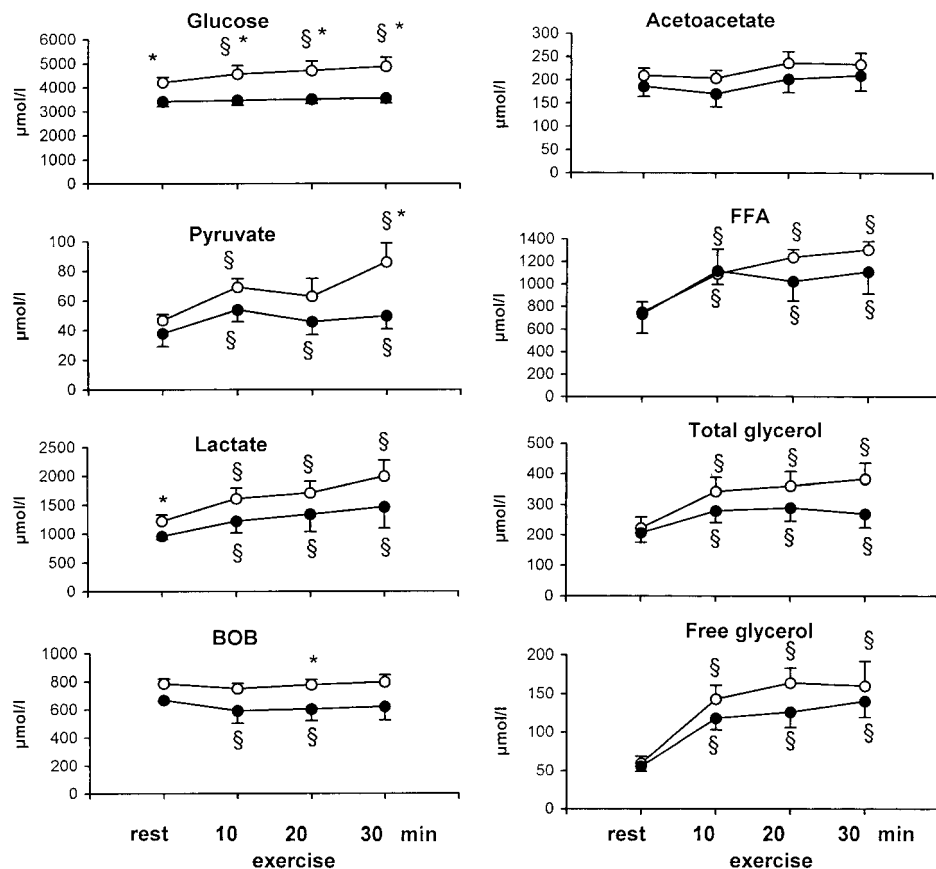 Glucose
* § * § * § *
µmol/l
6000
5000
4000
3000
2000
1000
0
Pyruvate
§ § *
µmol/l
100
80
60
40
20
0
§ § §
Lactate
* § § §
µmol/l
2500
2000
1500
1000
500
0
§ § §
BOB
*
µmol/l
1000
800
600
400
200
0
§ §
rest 10 20 30 min
exercise
Acetoacetate
µmol/l
300
250
200
150
100
50
0
FFA
§ § §
µmol/l
1400
1200
1000
800
600
400
200
0
§ § §
Total glycerol
§ § §
µmol/l
500
400
300
200
100
0
§ § §
Free glycerol
§ § §
µmol/l
200
150
100
50
0
§ § §
rest 10 20 30 min
exercise